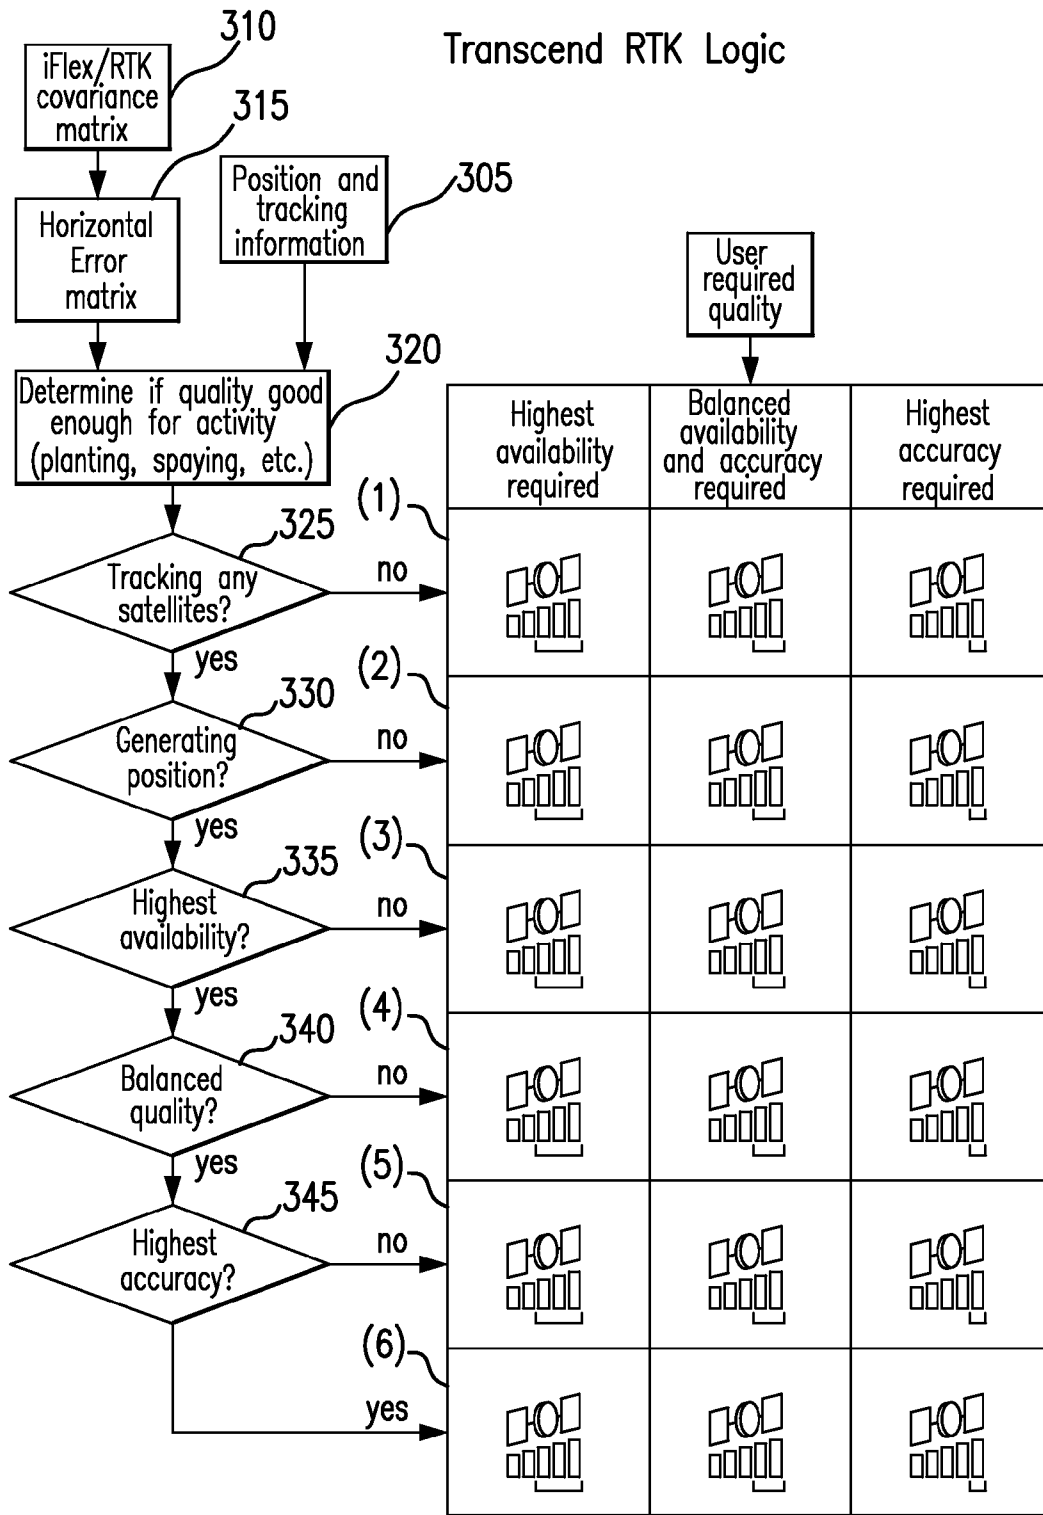 Transcend RTK Logic
310
iFlex/RTK
covariance
matrix
315
Horizontal
Error
matrix
Position and
tracking
information
305
User
required
quality
320
Determine if quality good
enough for activity
(planting, spaying, etc.)
Highest
availability
required
Balanced
availability
and accuracy
required
Highest
accuracy
required
325
Tracking any
satellites?
no
(1)
yes
330
Generating
position?
no
(2)
yes
335
Highest
availability?
no
(3)
yes
340
Balanced
quality?
no
(4)
yes
345
Highest
accuracy?
no
(5)
yes
(6)